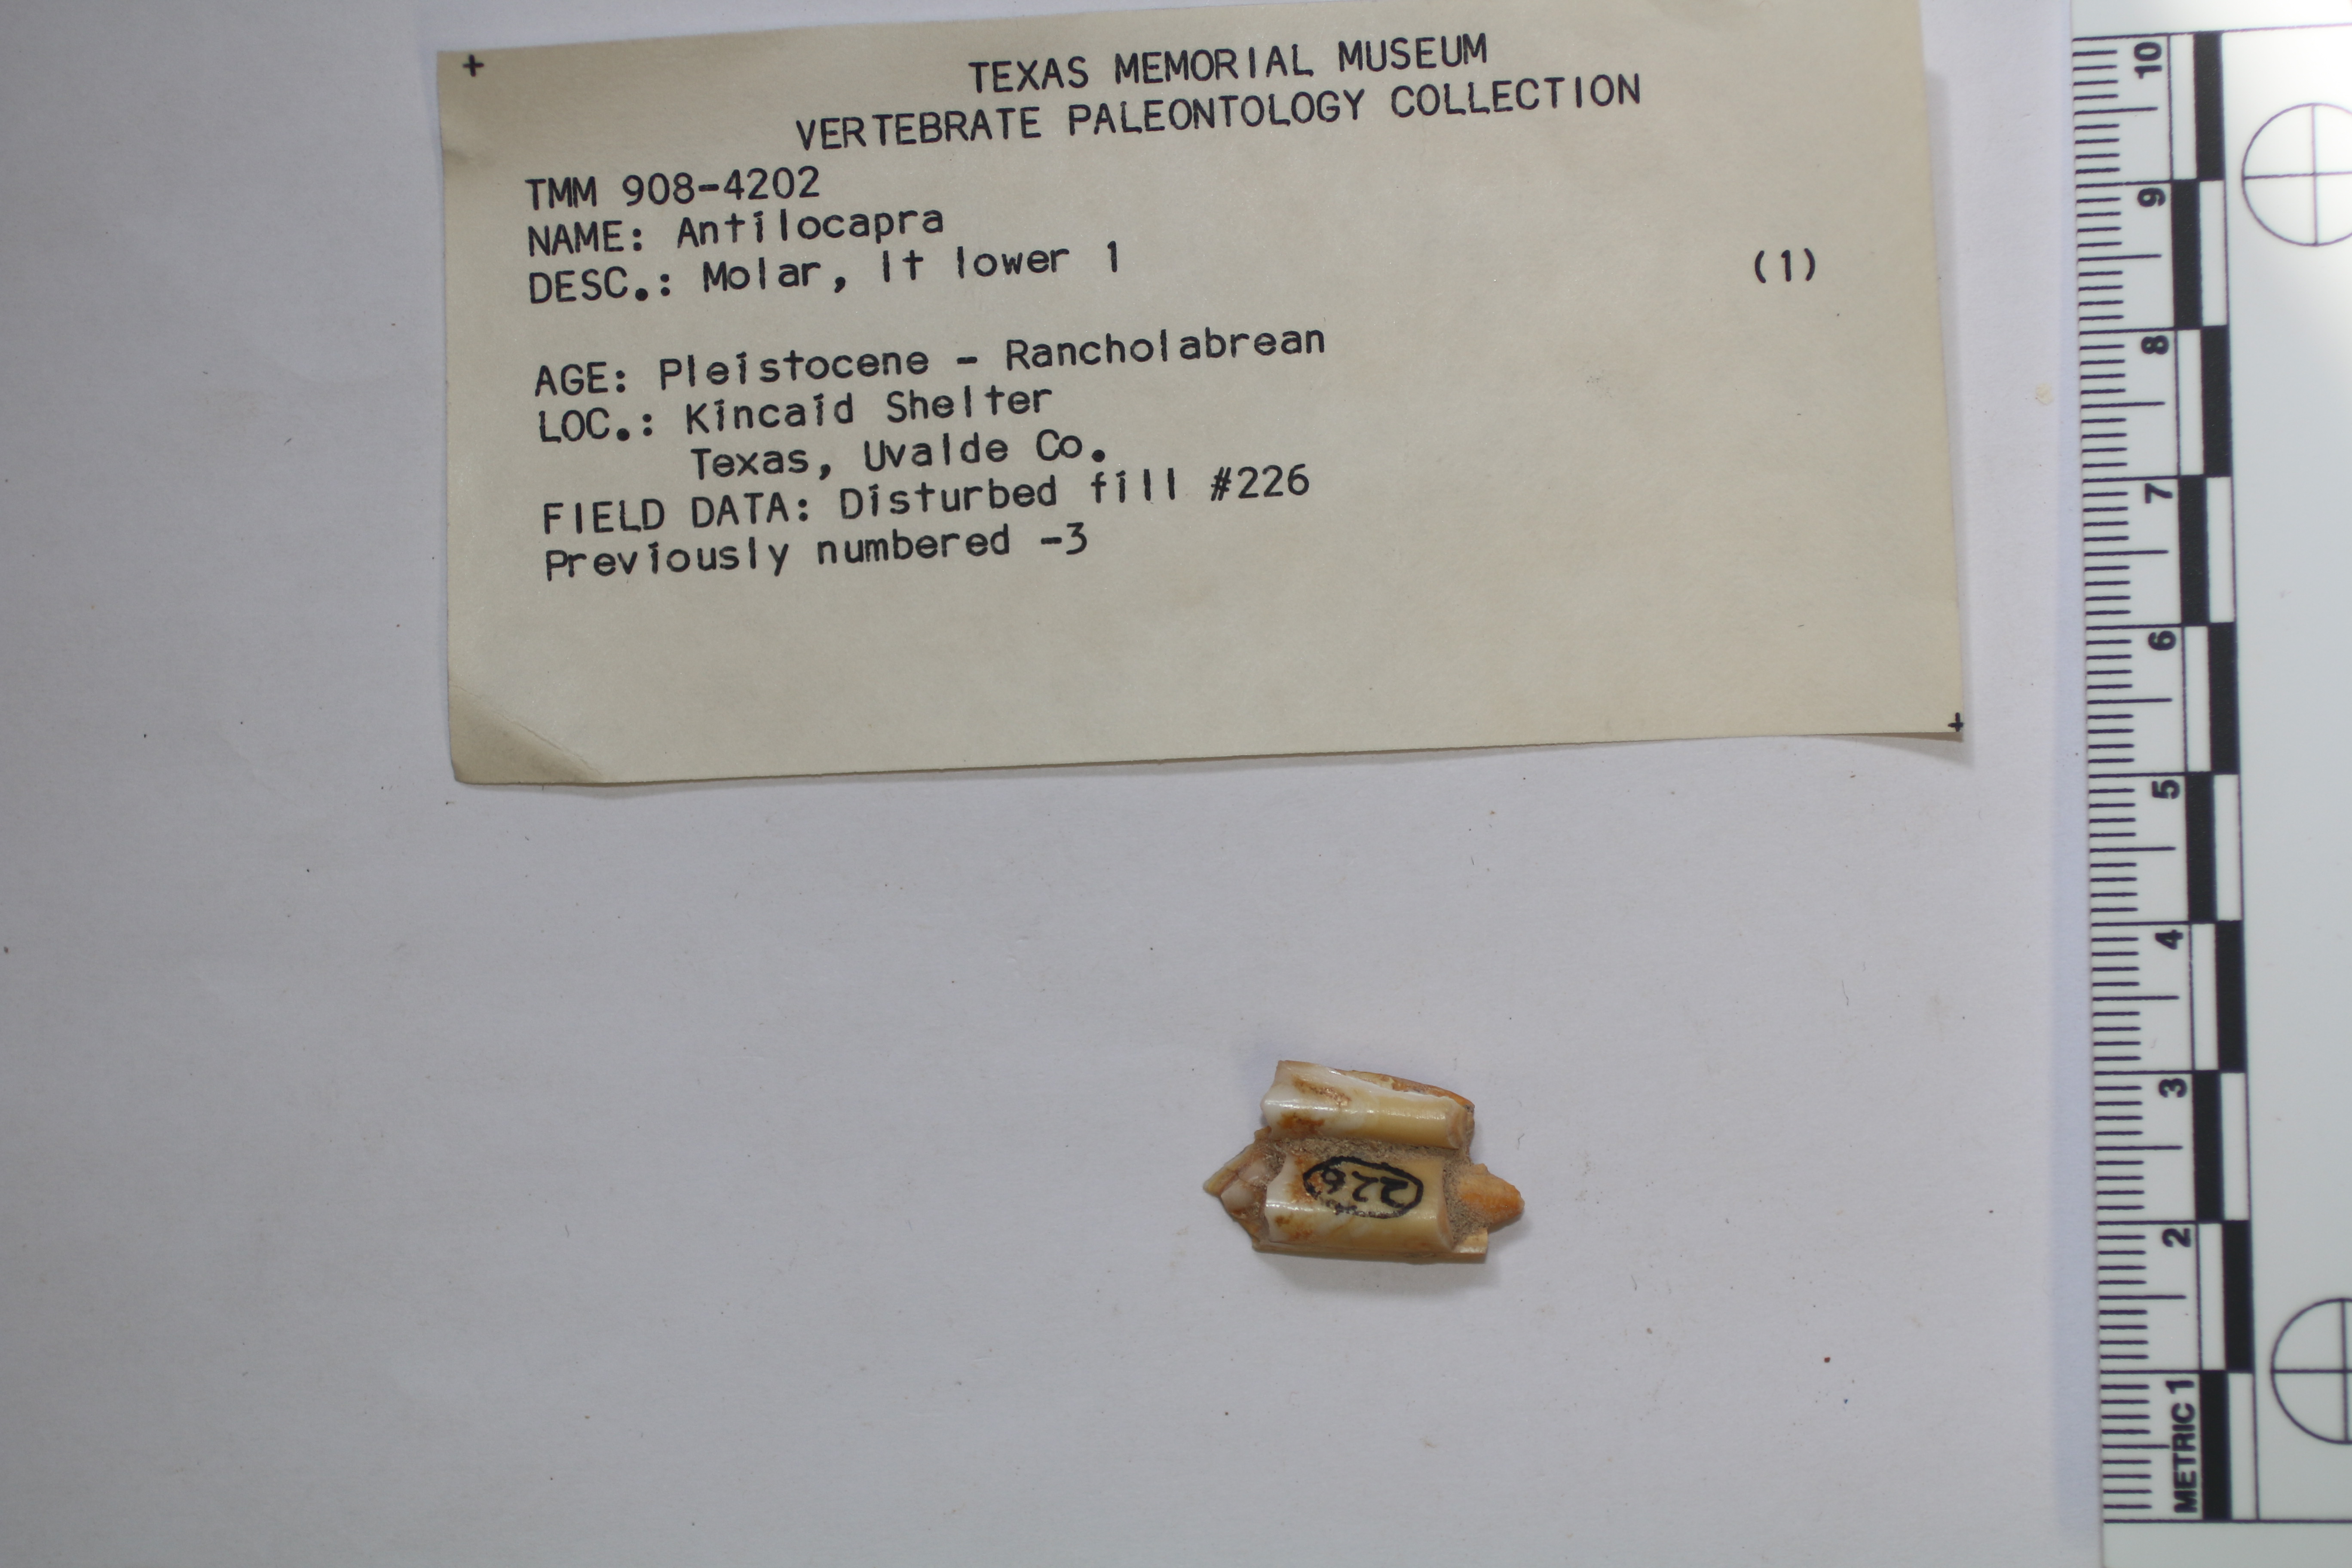 TEXAS MEMORIAL MUSEUM
VERTEBRATE PALEONTOLOGY COLLECTION
TMM 908-4202
NAME: Antilocapra
DESC.: Molar, lt lower 1 (1)
AGE: Pleistocene - Rancholabrean
LOC.: Kincaid Shelter
Texas, Uvalde Co.
FIELD DATA: Disturbed fill #226
Previously numbered -3
226
10
9
8
7
6
5
4
3
2
METRIC 1